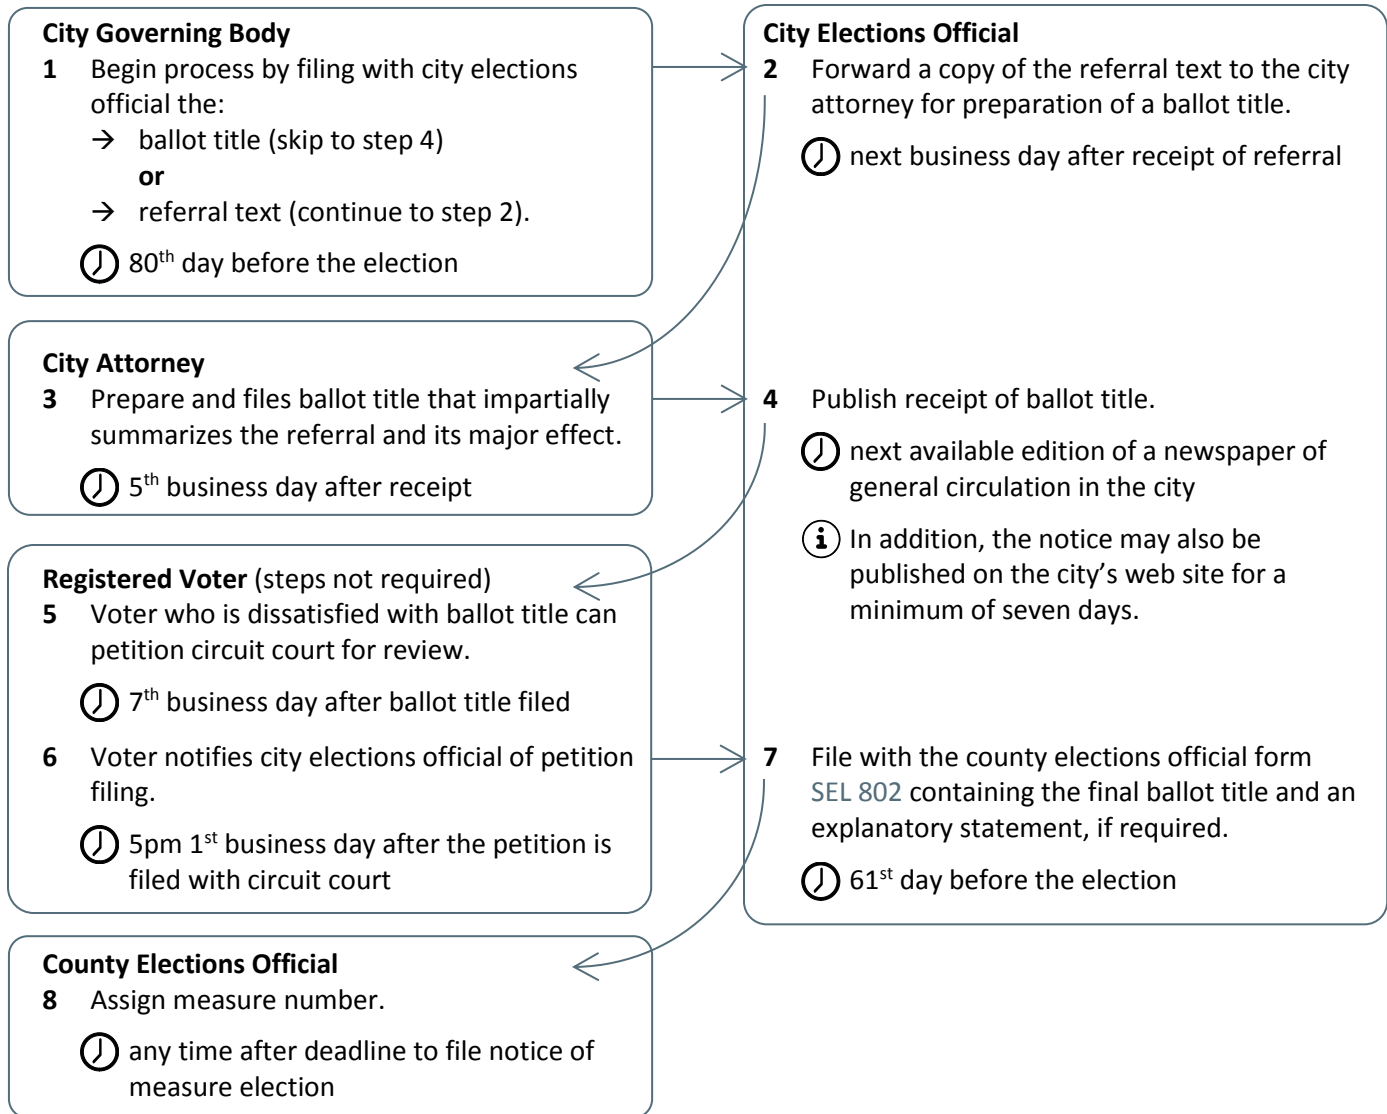 City Governing Body
1 Begin process by filing with city elections
official the:
→ ballot title (skip to step 4)
or
→ referral text (continue to step 2).
80th day before the election
City Elections Official
2 Forward a copy of the referral text to the city
attorney for preparation of a ballot title.
next business day after receipt of referral
City Attorney
3 Prepare and files ballot title that impartially
summarizes the referral and its major effect.
5th business day after receipt
4 Publish receipt of ballot title.
next available edition of a newspaper of
general circulation in the city
In addition, the notice may also be
published on the city's web site for a
minimum of seven days.
Registered Voter (steps not required)
5 Voter who is dissatisfied with ballot title can
petition circuit court for review.
7th business day after ballot title filed
6 Voter notifies city elections official of petition
filing.
5pm 1st business day after the petition is
filed with circuit court
7 File with the county elections official form
SEL 802 containing the final ballot title and an
explanatory statement, if required.
61st day before the election
County Elections Official
8 Assign measure number.
any time after deadline to file notice of
measure election